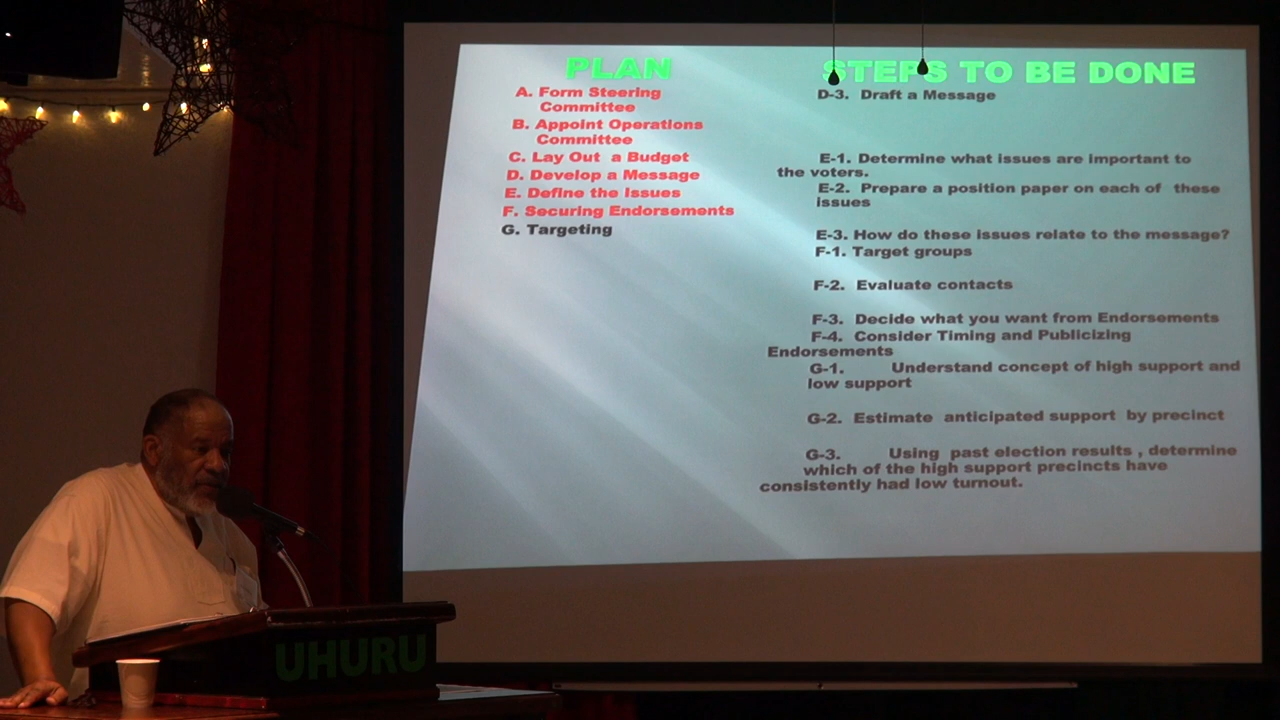 PLAN
A. Form Steering
Committee
B. Appoint Operations
Committee
C. Lay Out a Budget
D. Develop a Message
E. Define the Issues
F. Securing Endorsements
G. Targeting
STEPS TO BE DONE
D-3. Draft a Message
E-1. Determine what issues are important to
the voters.
E-2. Prepare a position paper on each of these
issues
E-3. How do these issues relate to the message?
F-1. Target groups
F-2. Evaluate contacts
F-3. Decide what you want from Endorsements
F-4. Consider Timing and Publicizing
Endorsements
G-1. Understand concept of high support and
low support
G-2. Estimate anticipated support by precinct
G-3. Using past election results , determine
which of the high support precincts have
consistently had low turnout.
UHURU